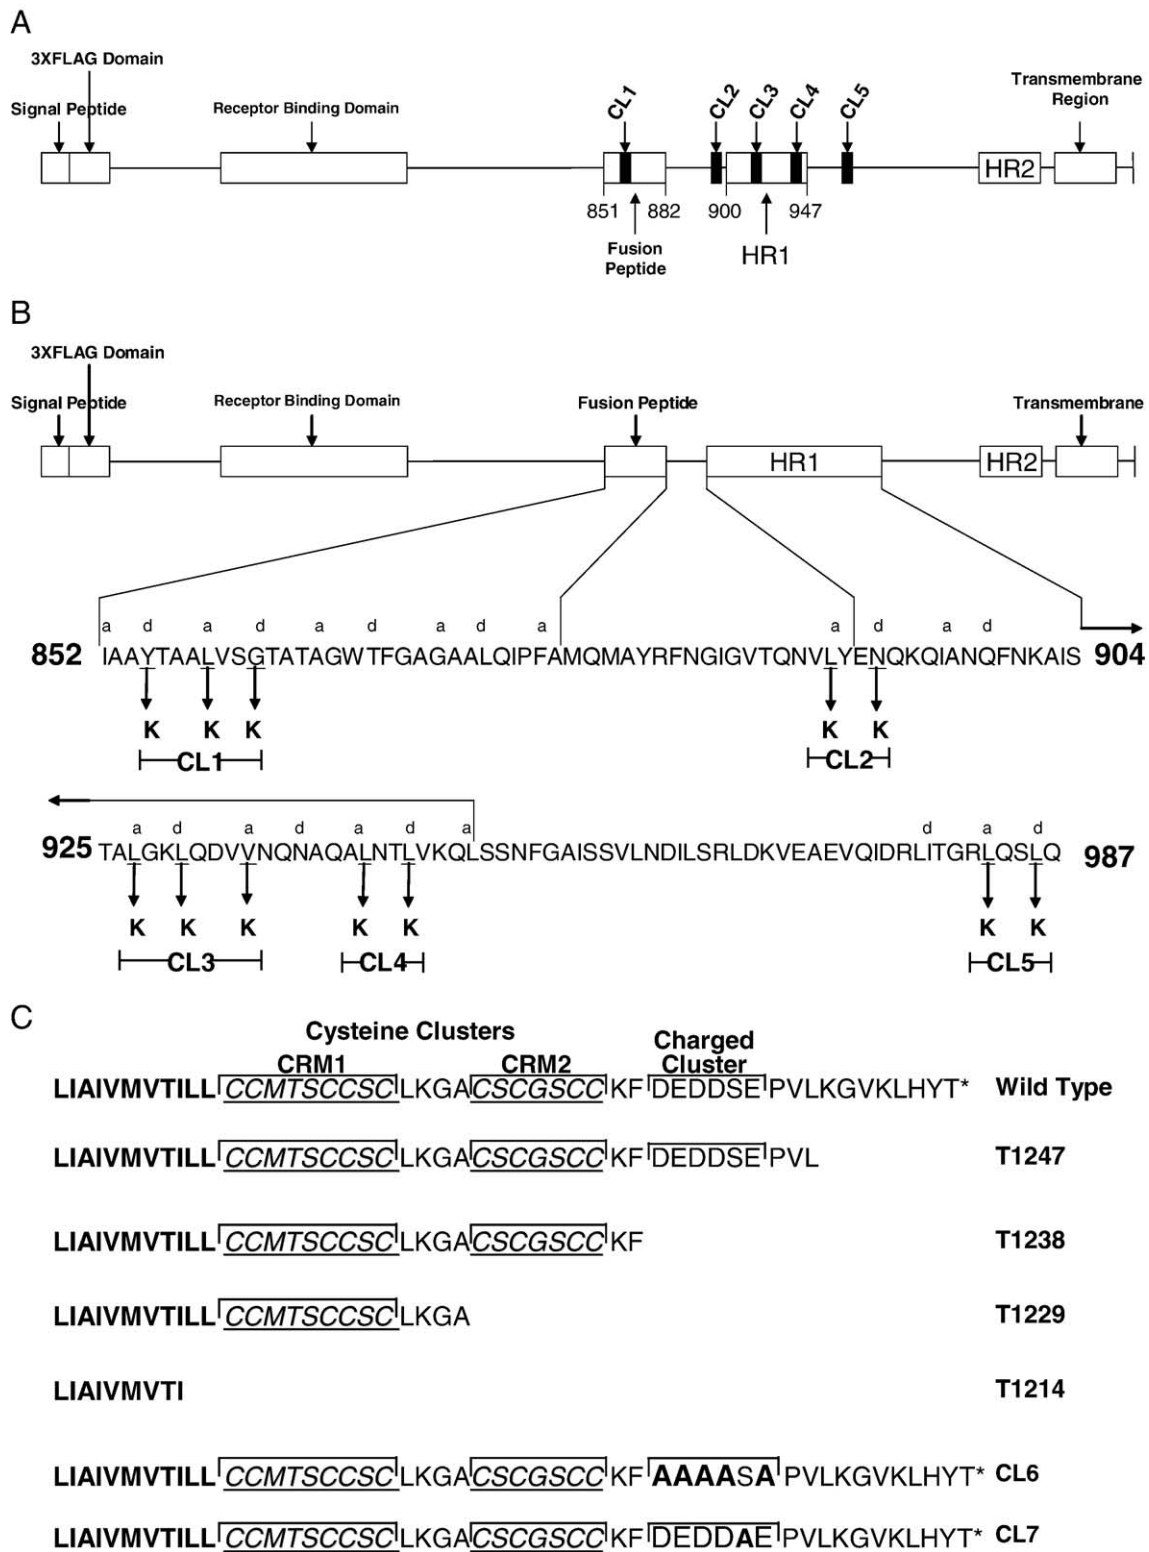 A
3XFLAG Domain
Signal Peptide
Receptor Binding Domain
CL1
CL2
CL3
CL4
CL5
Transmembrane
Region
HR2
851
882
900
947
Fusion
Peptide
HR1
B
3XFLAG Domain
Signal Peptide
Receptor Binding Domain
Fusion Peptide
Transmembrane
HR1
HR2
a d a d a d a d a a d a d
852 IAAYTAALVSGTATAGWTFGAGAALQIPFAMQMAYRFNGIGVTQNVLYENQKQIANQFNKAIS 904
K K K K K
CL1 CL2
a d a d a d a d a d
925 TALGKLQDVVNQNAQALNTLVKQLSSNFGAISSVLNDILSRLDKVEAEVQIDRLITGRLQSLQ 987
K K K K K K K
CL3 CL4 CL5
C
Cysteine Clusters
Charged
Cluster
CRM1 CRM2
LIAIVMVTILLCCMTSCCSCLKGACSCGSCCKFDEDDSEPVLKGVKLHYT* Wild Type
LIAIVMVTILLCCMTSCCSCLKGACSCGSCCKFDEDDSEPVL T1247
LIAIVMVTILLCCMTSCCSCLKGACSCGSCCKF T1238
LIAIVMVTILLCCMTSCCSCLKGA T1229
LIAIVMVTI T1214
LIAIVMVTILLCCMTSCCSCLKGACSCGSCCKFAAAASAPVLKGVKLHYT* CL6
LIAIVMVTILLCCMTSCCSCLKGACSCGSCCKFDEDDAEPVLKGVKLHYT* CL7